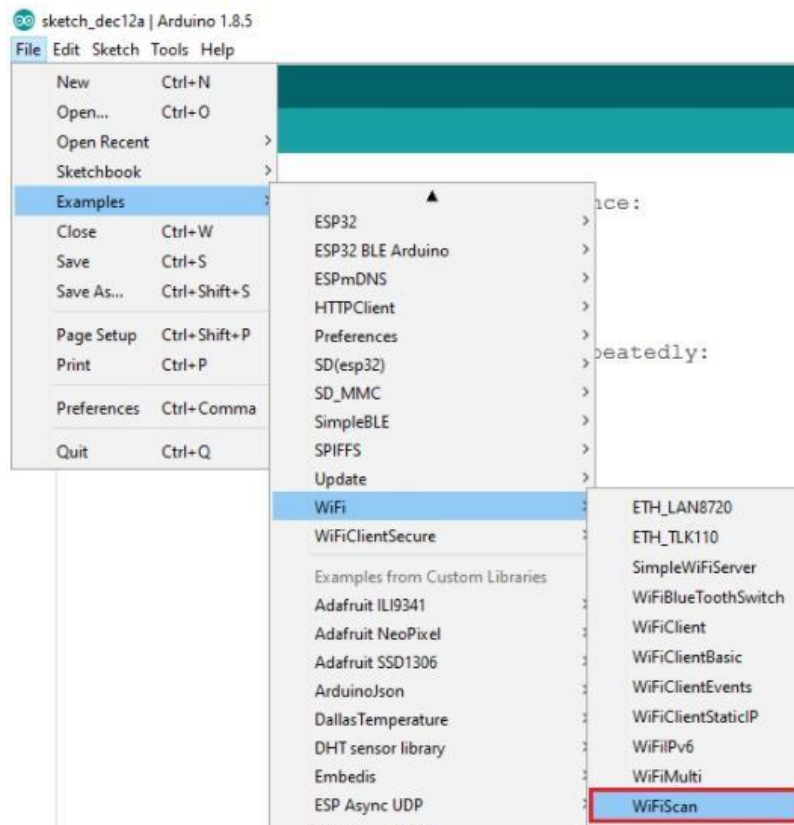 sketch_dec12a | Arduino 1.8.5
File Edit Sketch Tools Help
New Ctrl+N
Open... Ctrl+O
Open Recent
Sketchbook
Examples
Close Ctrl+W
Save Ctrl+S
Save As... Ctrl+Shift+S
Page Setup Ctrl+Shift+P
Print Ctrl+P
Preferences Ctrl+Comma
Quit Ctrl+Q
nce:
peatedly:
ESP32
ESP32 BLE Arduino
ESPmDNS
HTTPClient
Preferences
SD(esp32)
SD_MMC
SimpleBLE
SPIFFS
Update
WiFi
WiFiClientSecure
Examples from Custom Libraries
Adafruit ILI9341
Adafruit NeoPixel
Adafruit SSD1306
ArduinoJson
DallasTemperature
DHT sensor library
Embedis
ESP Async UDP
ETH_LAN8720
ETH_TLK110
SimpleWiFiServer
WiFiBlueToothSwitch
WiFiClient
WiFiClientBasic
WiFiClientEvents
WiFiClientStaticIP
WiFiIPv6
WiFiMulti
WiFiScan